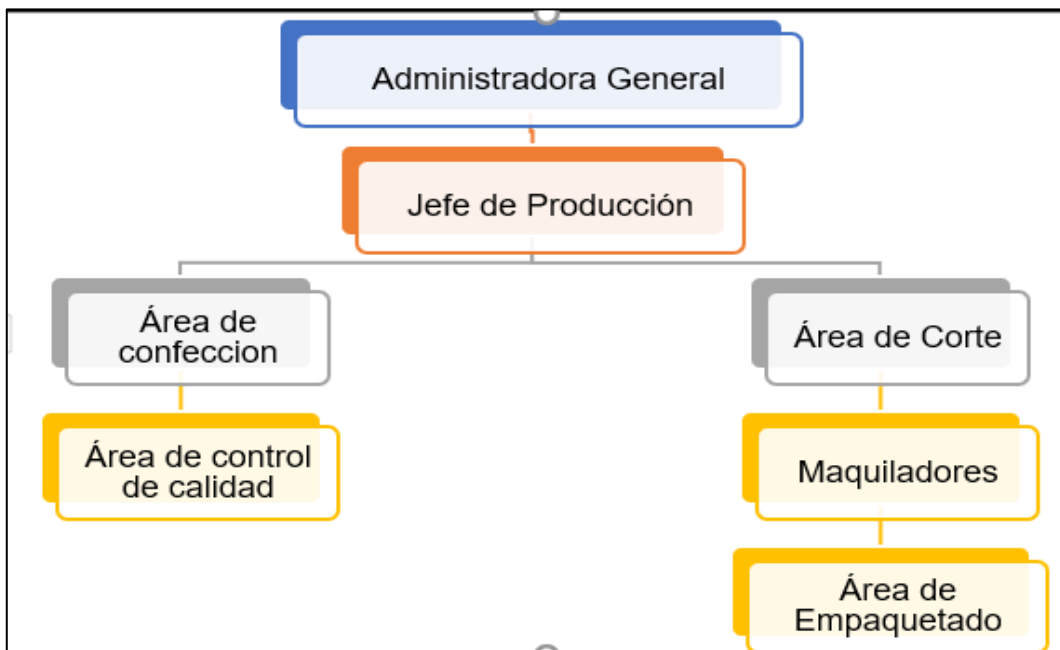 Administradora General
Jefe de Producción
Área de
confeccion
Área de Corte
Área de control
de calidad
Maquiladores
Área de
Empaquetado